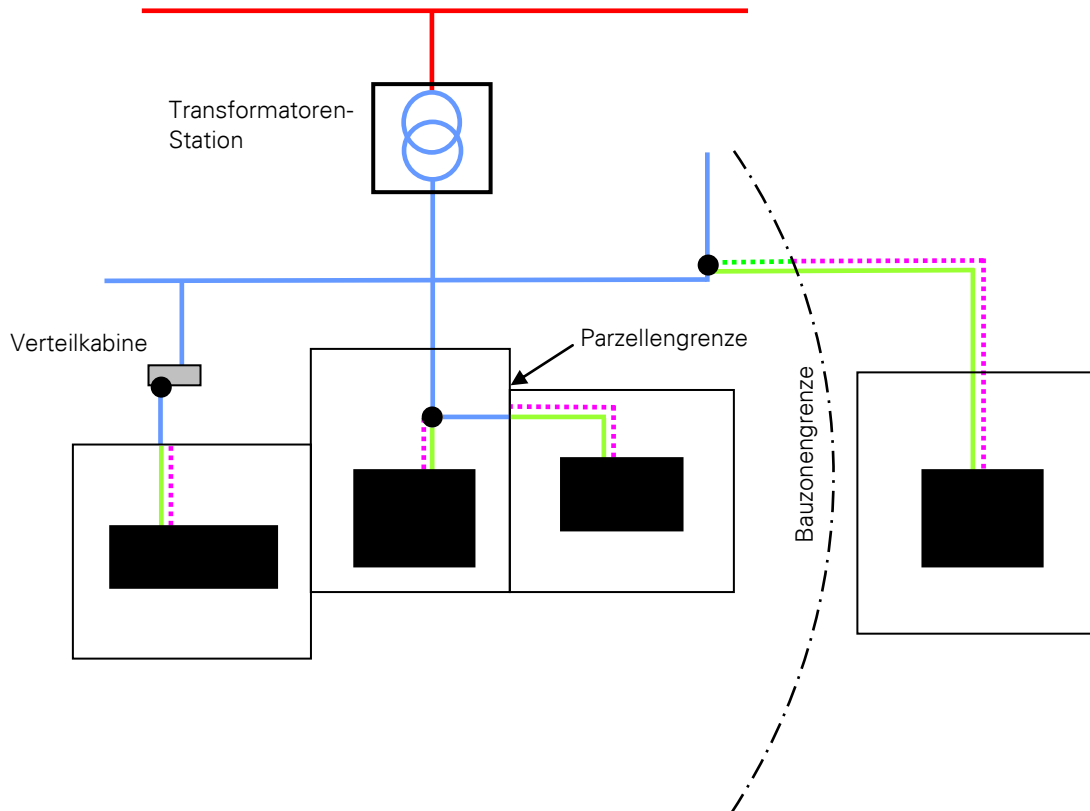 Transformatoren-
Station
Verteilkabine
Parzellengrenze
Bauzonengrenze